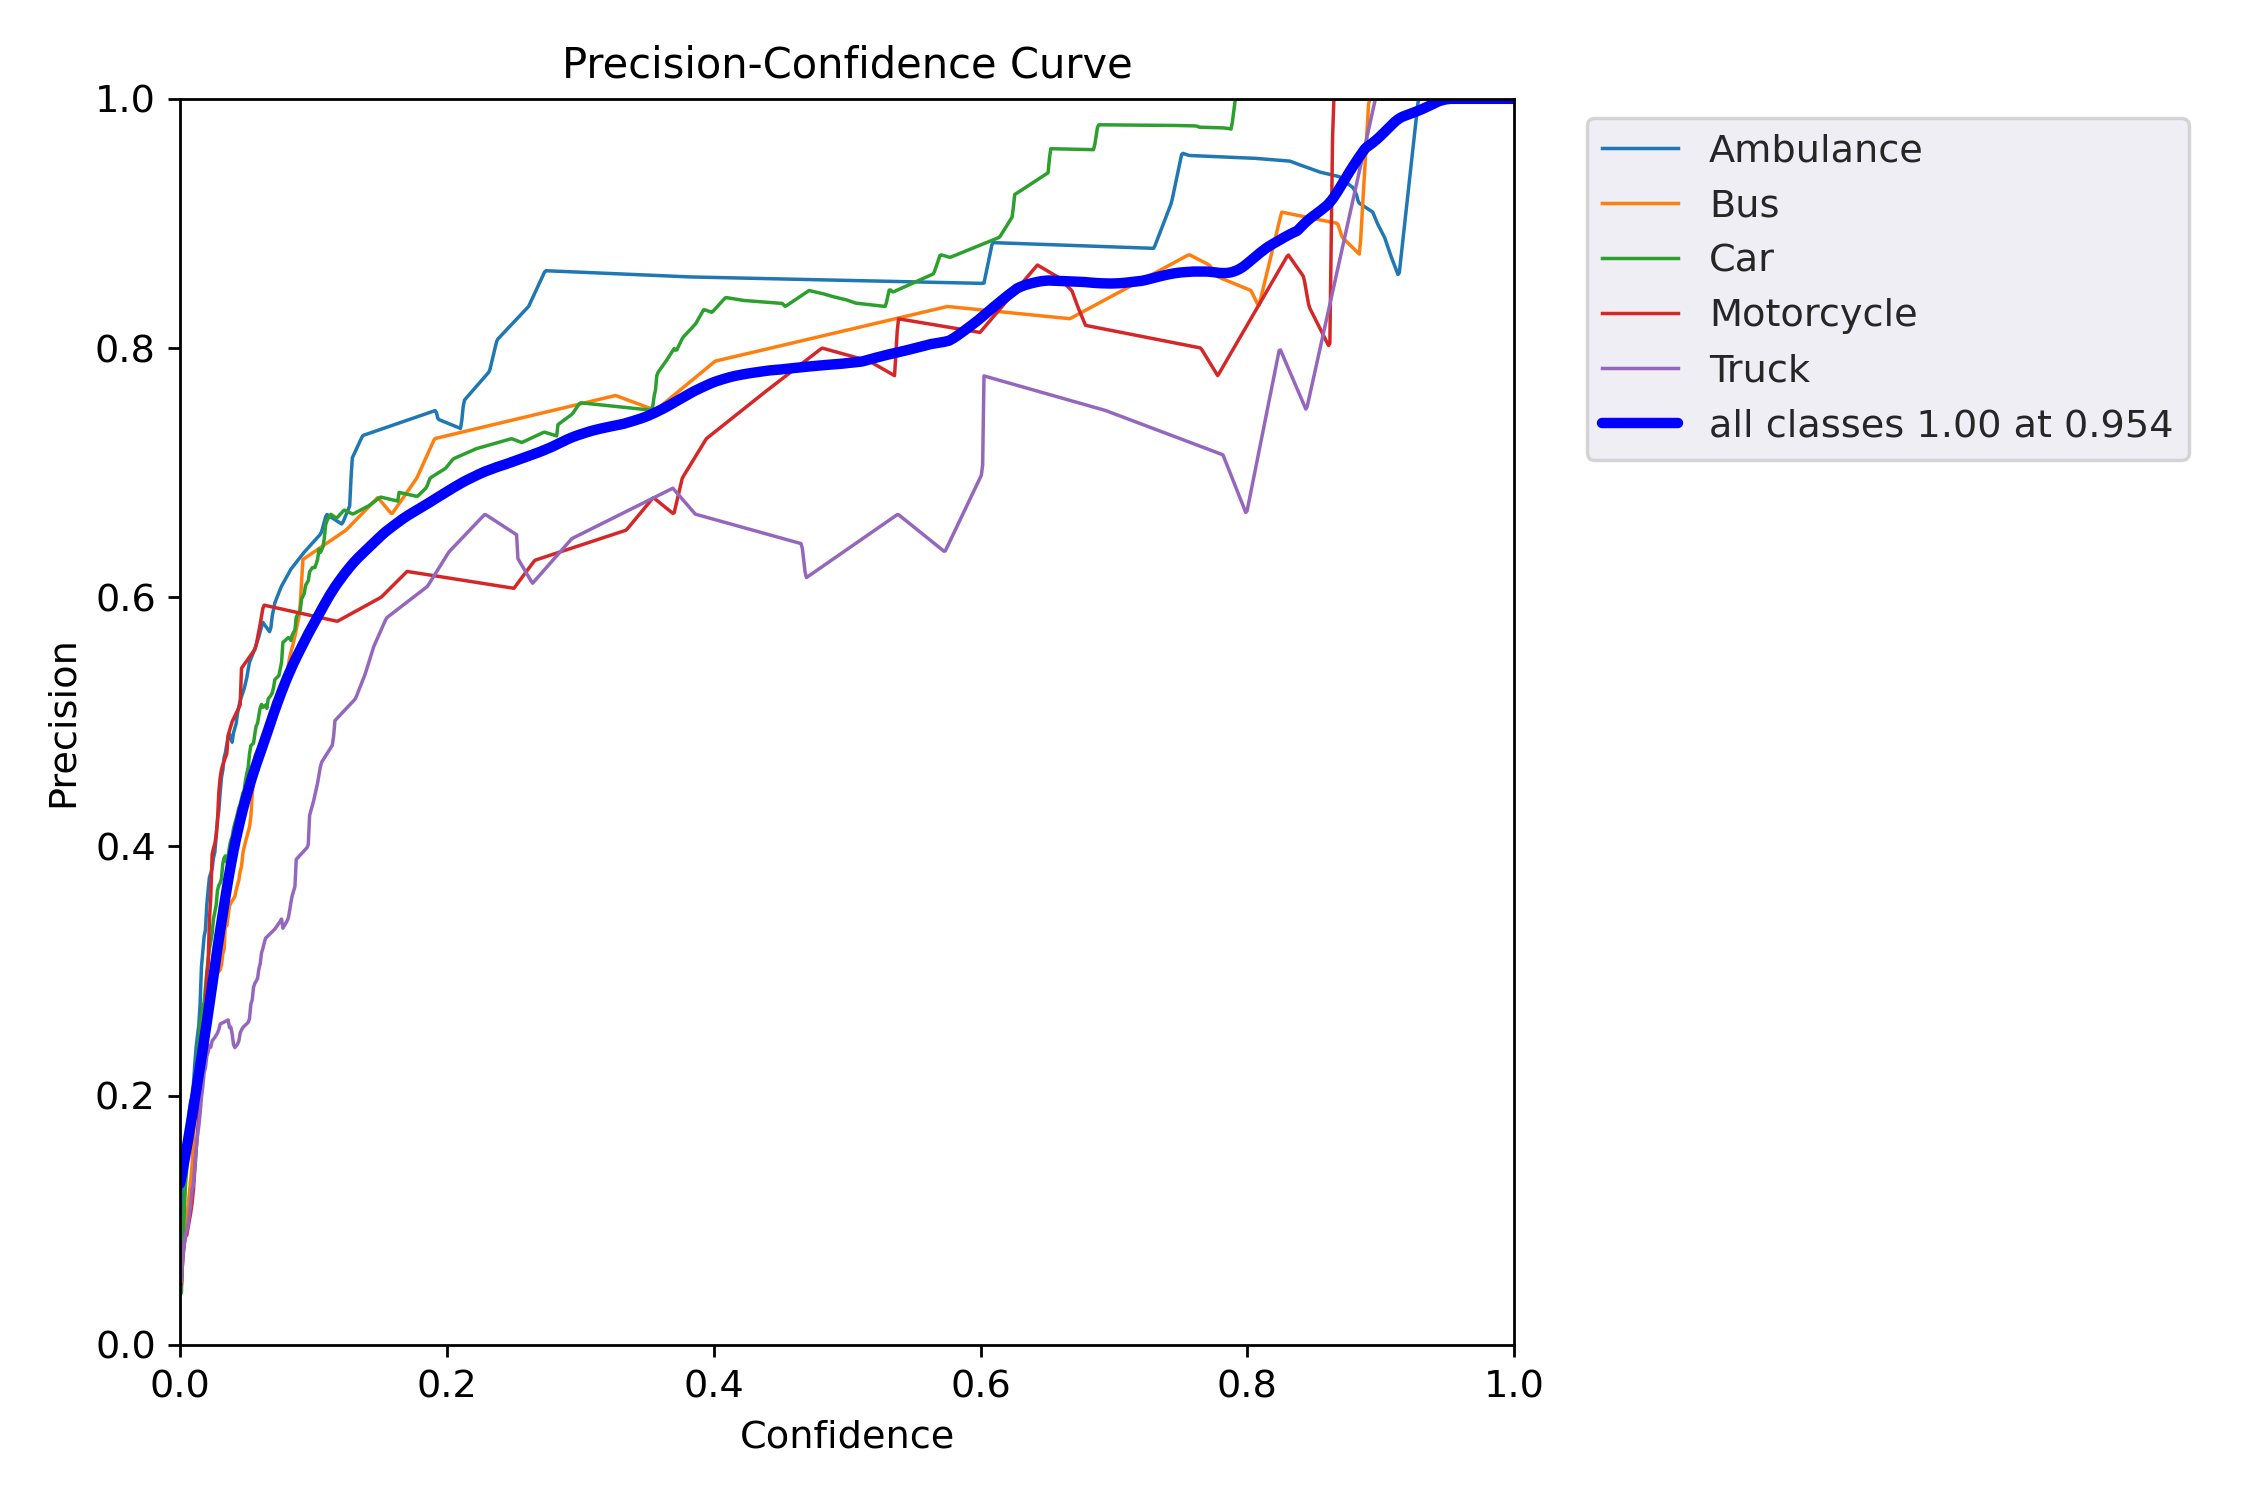 Precision-Confidence Curve
1.0
0.8
0.6
0.4
0.2
0.0
Precision
0.0 0.2 0.4 0.6 0.8 1.0
Confidence
Ambulance
Bus
Car
Motorcycle
Truck
all classes 1.00 at 0.954